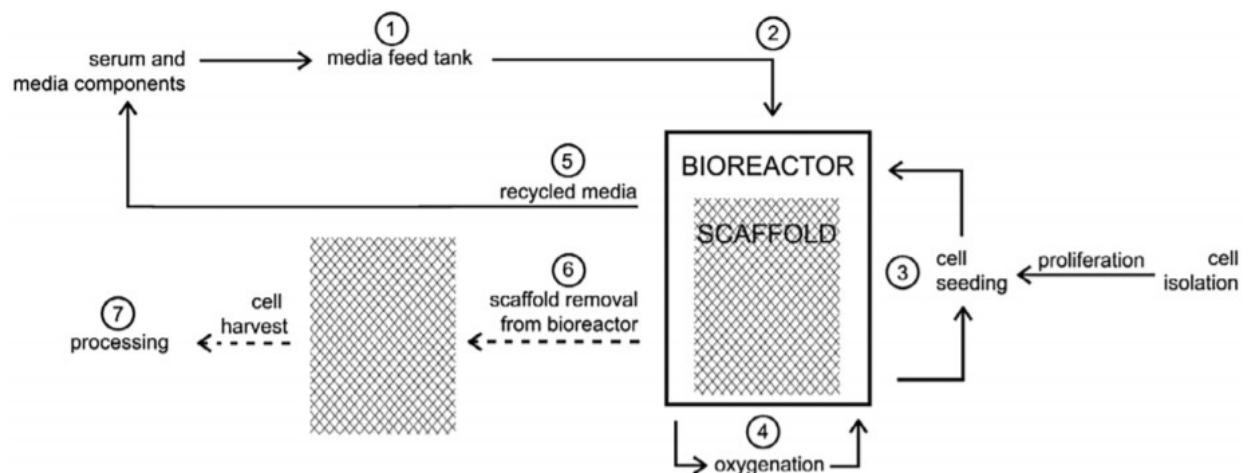 1
serum and
media components
media feed tank
2
5
recycled media
BIOREACTOR
SCAFFOLD
3
cell
seeding
proliferation
cell
isolation
6
scaffold removal
from bioreactor
cell
harvest
7
processing
4
oxygenation